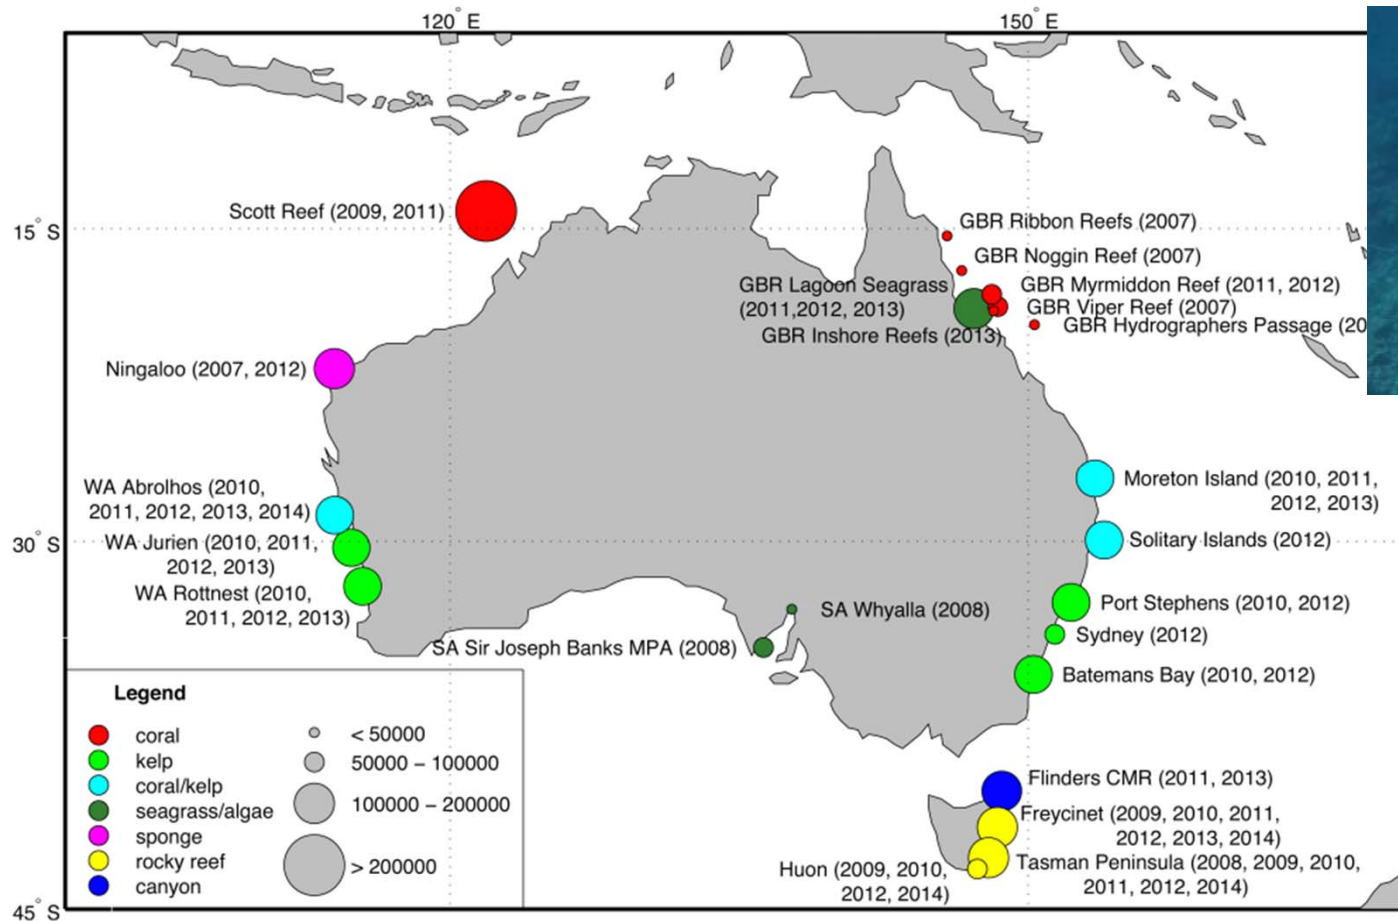 120° E
150° E
Scott Reef (2009, 2011)
15° S
GBR Ribbon Reefs (2007)
GBR Noggin Reef (2007)
GBR Lagoon Seagrass
(2011,2012, 2013)
GBR Myrmiddon Reef (2011, 2012)
GBR Viper Reef (2007)
GBR Hydrographers Passage (20
GBR Inshore Reefs (2013)
Ningaloo (2007, 2012)
Moreton Island (2010, 2011,
2012, 2013)
WA Abrolhos (2010,
2011, 2012, 2013, 2014)
30° S
WA Jurien (2010, 2011,
2012, 2013)
Solitary Islands (2012)
WA Rottnest (2010,
2011, 2012, 2013)
SA Whyalla (2008)
Port Stephens (2010, 2012)
Sydney (2012)
SA Sir Joseph Banks MPA (2008)
Batemans Bay (2010, 2012)
Legend
coral
kelp
coral/kelp
seagrass/algae
sponge
rocky reef
canyon
< 50000
50000 – 100000
100000 – 200000
> 200000
Flinders CMR (2011, 2013)
Freycinet (2009, 2010, 2011,
2012, 2013, 2014)
Huon (2009, 2010,
2012, 2014)
Tasman Peninsula (2008, 2009, 2010,
2011, 2012, 2014)
45° S